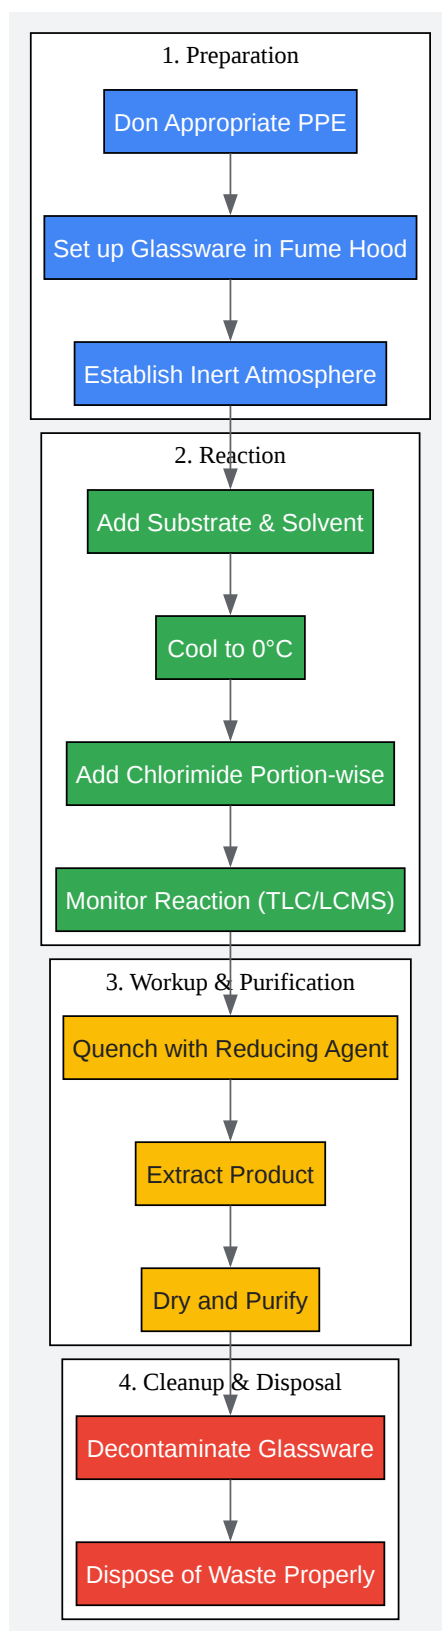 1. Preparation
Don Appropriate PPE
Set up Glassware in Fume Hood
Establish Inert Atmosphere
2. Reaction
Add Substrate & Solvent
Cool to 0°C
Add Chlorimide Portion-wise
Monitor Reaction (TLC/LCMS)
3. Workup & Purification
Quench with Reducing Agent
Extract Product
Dry and Purify
4. Cleanup & Disposal
Decontaminate Glassware
Dispose of Waste Properly